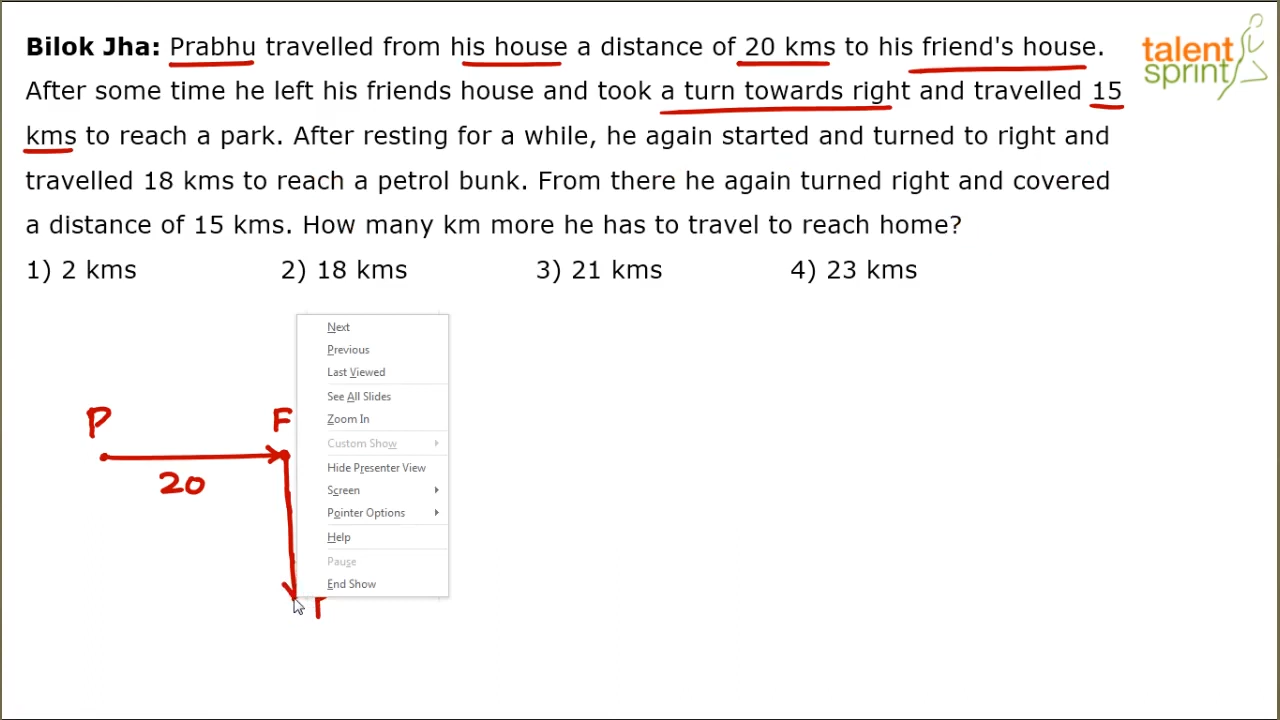 Bilok Jha: Prabhu travelled from his house a distance of 20 kms to his friend's house.
After some time he left his friends house and took a turn towards right and travelled 15
kms to reach a park. After resting for a while, he again started and turned to right and
travelled 18 kms to reach a petrol bunk. From there he again turned right and covered
a distance of 15 kms. How many km more he has to travel to reach home?
1) 2 kms 2) 18 kms 3) 21 kms 4) 23 kms
talent
sprint
Next
Previous
Last Viewed
See All Slides
Zoom In
Custom Show
Hide Presenter View
Screen
Pointer Options
Help
Pause
End Show
P F
20